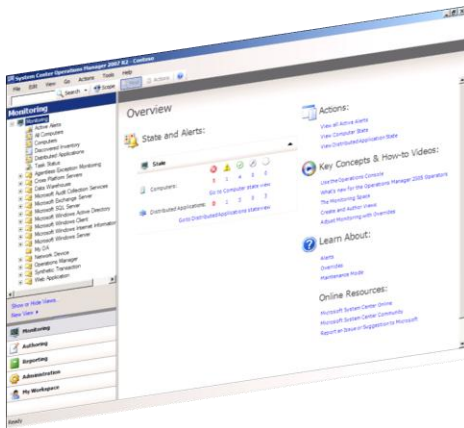 System Center Operations Manager 2007 R2 - Contoso
File Edit View Go Actions Tools Help
Search Scope Find Actions
Monitoring
Monitoring
Active Alerts
All Computers
Computers
Discovered Inventory
Distributed Applications
Task Status
Agentless Exception Monitoring
Cross Platform Servers
Data Warehouse
Microsoft Audit Collection Services
Microsoft Exchange Server
Microsoft SQL Server
Microsoft Windows Active Directory
Microsoft Windows Client
Microsoft Windows Internet Information
Microsoft Windows Server
My DA
Network Device
Operations Manager
Synthetic Transaction
Web Application
Show or Hide Views...
New View
Monitoring
Authoring
Reporting
Administration
My Workspace
Ready
Overview
State and Alerts:
State
Computers:
Go to Computer state view
Distributed Applications:
Go to Distributed Applications state view
Actions:
View all Active Alerts
View Computer State
View Distributed Application State
Key Concepts & How-to Videos:
Use the Operations Console
What's new for the Operations Manager 2005 Operators
The Monitoring Space
Create and Author Views
Adjust Monitoring with Overrides
Learn About:
Alerts
Overrides
Maintenance Mode
Online Resources:
Microsoft System Center Online
Microsoft System Center Community
Report an Issue or Suggestion to Microsoft